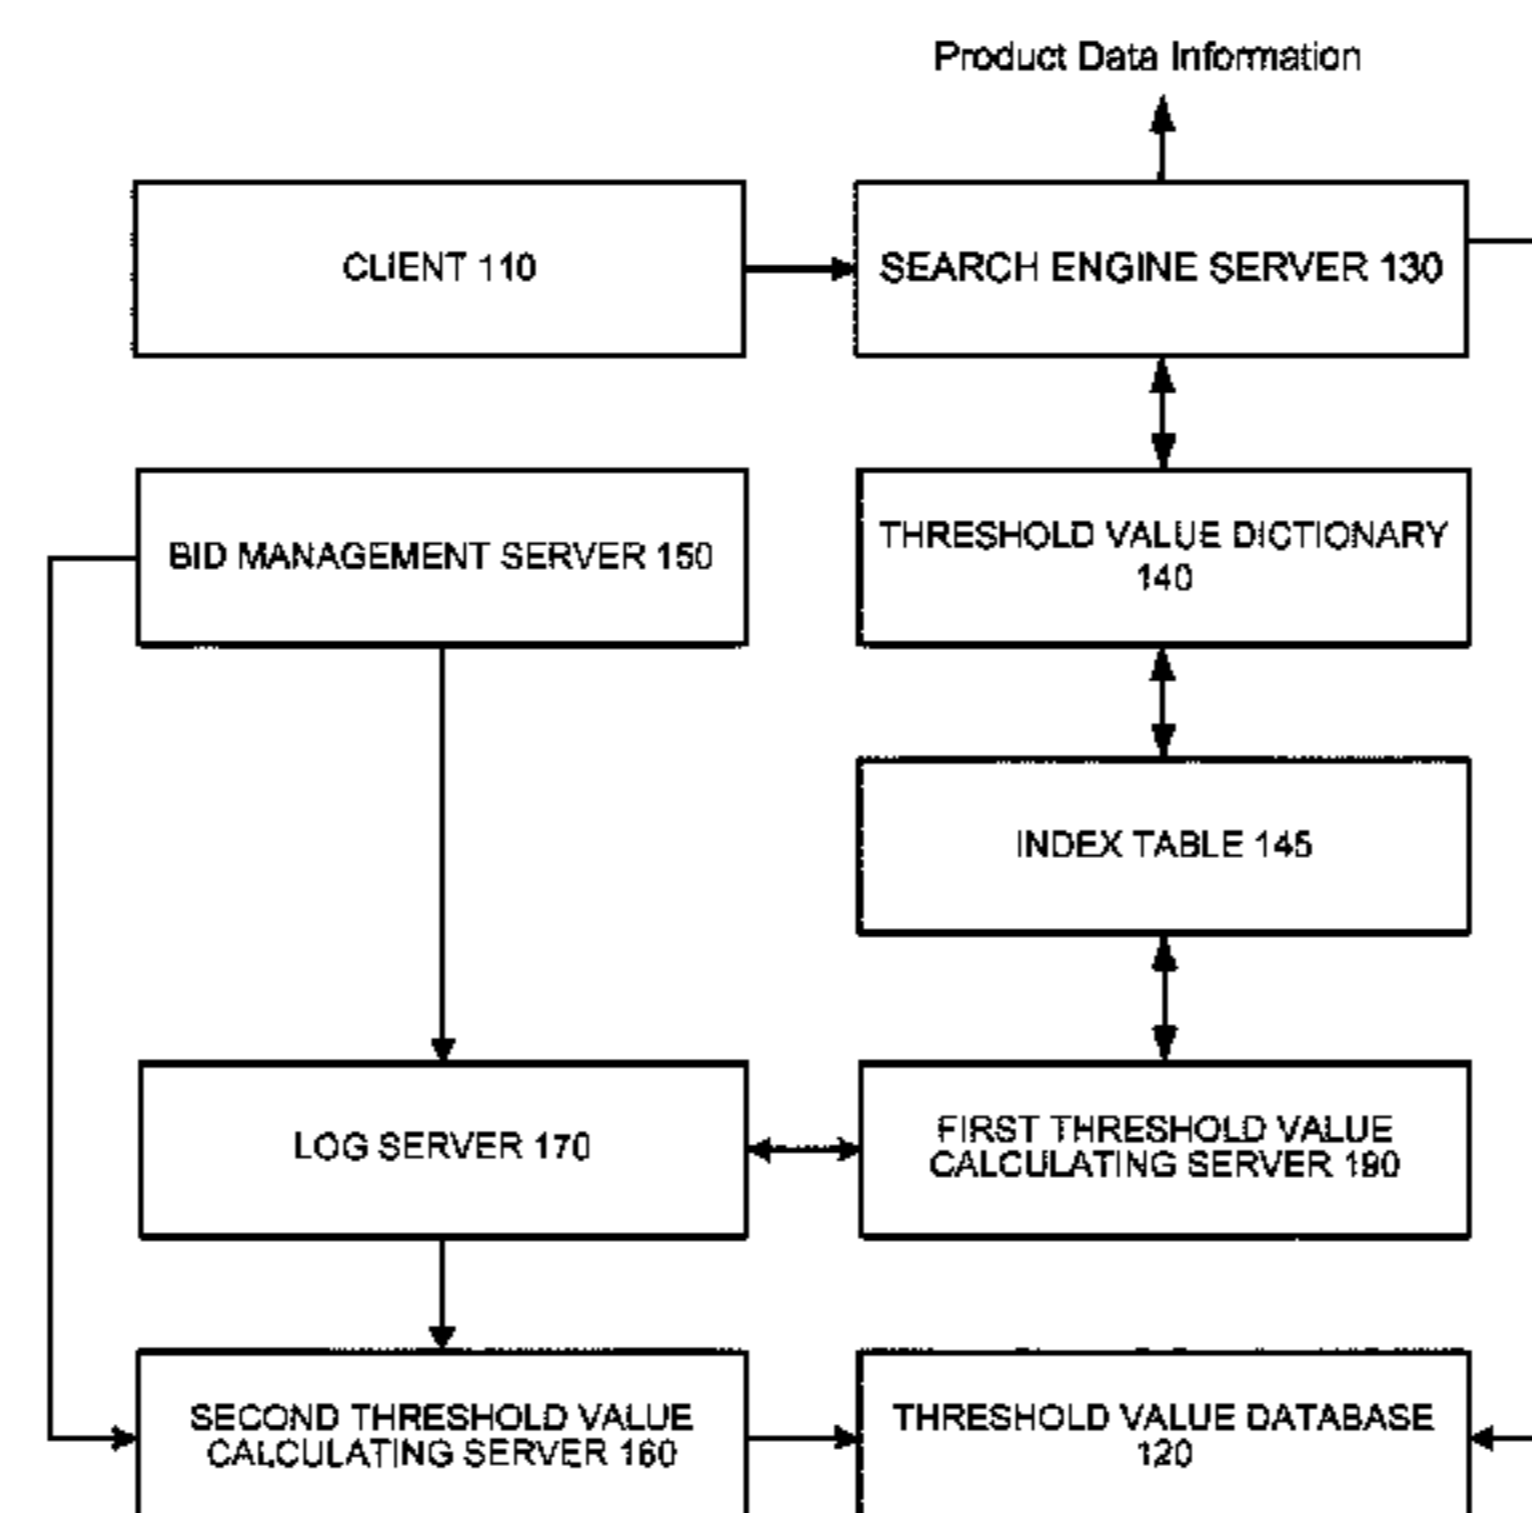 Product Data Information
CLIENT 110
SEARCH ENGINE SERVER 130
BID MANAGEMENT SERVER 150
THRESHOLD VALUE DICTIONARY
140
INDEX TABLE 145
LOG SERVER 170
FIRST THRESHOLD VALUE
CALCULATING SERVER 190
SECOND THRESHOLD VALUE
CALCULATING SERVER 160
THRESHOLD VALUE DATABASE
120